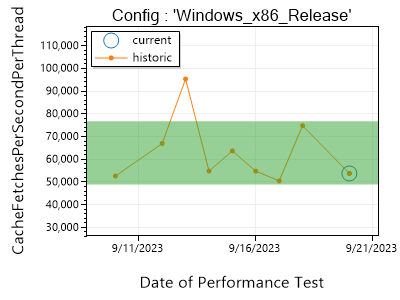 Config : 'Windows_x86_Release'
CacheFetchesPerSecondPerThread
current
historic
110,000
100,000
90,000
80,000
70,000
60,000
50,000
40,000
30,000
9/11/2023
9/16/2023
9/21/2023
Date of Performance Test